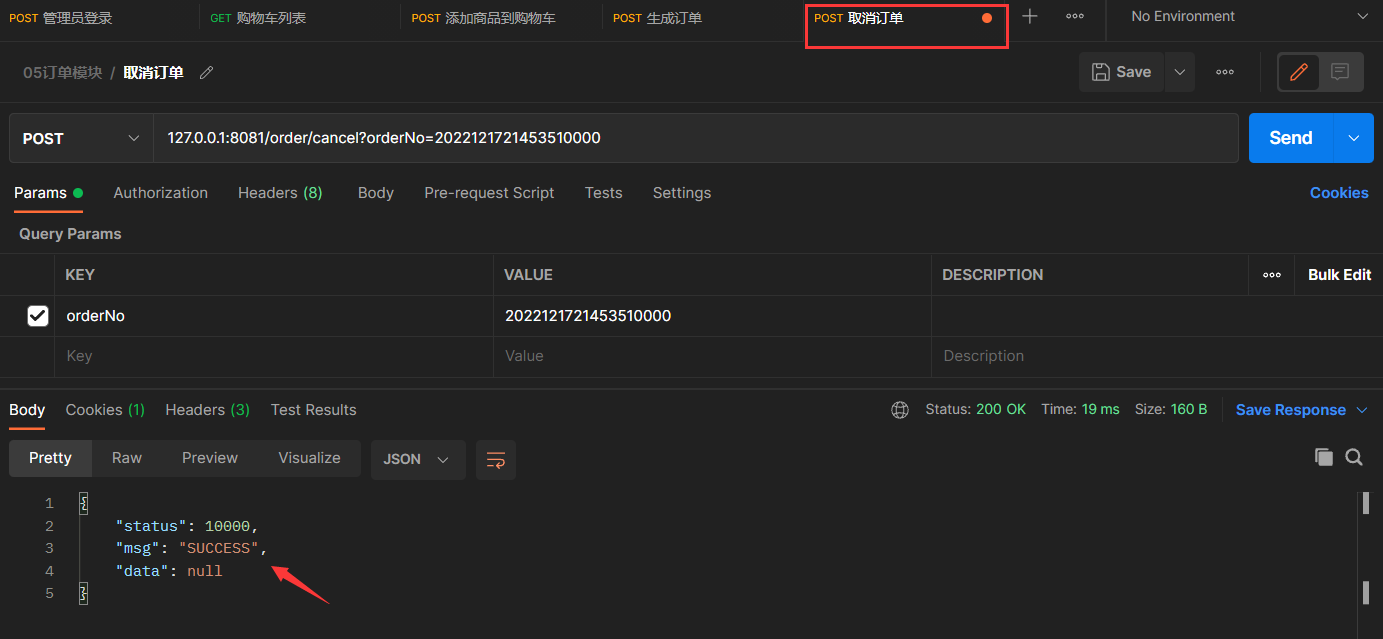 POST 管理员登录 GET 购物车列表 POST 添加商品到购物车 POST 生成订单 POST 取消订单 No Environment
05订单模块 / 取消订单 Save
POST 127.0.0.1:8081/order/cancel?orderNo=2022121721453510000 Send
Params Authorization Headers (8) Body Pre-request Script Tests Settings Cookies
Query Params
KEY VALUE DESCRIPTION Bulk Edit
orderNo 2022121721453510000
Key Value Description
Body Cookies (1) Headers (3) Test Results Status: 200 OK Time: 19 ms Size: 160 B Save Response
Pretty Raw Preview Visualize JSON
1 {
2 "status": 10000,
3 "msg": "SUCCESS",
4 "data": null
5 }